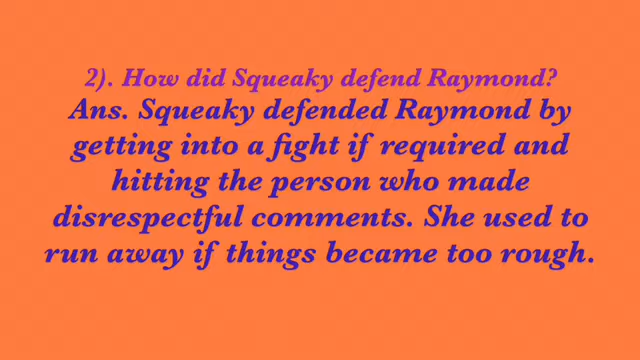 2). How did Squeaky defend Raymond?
Ans. Squeaky defended Raymond by
getting into a fight if required and
hitting the person who made
disrespectful comments. She used to
run away if things became too rough.